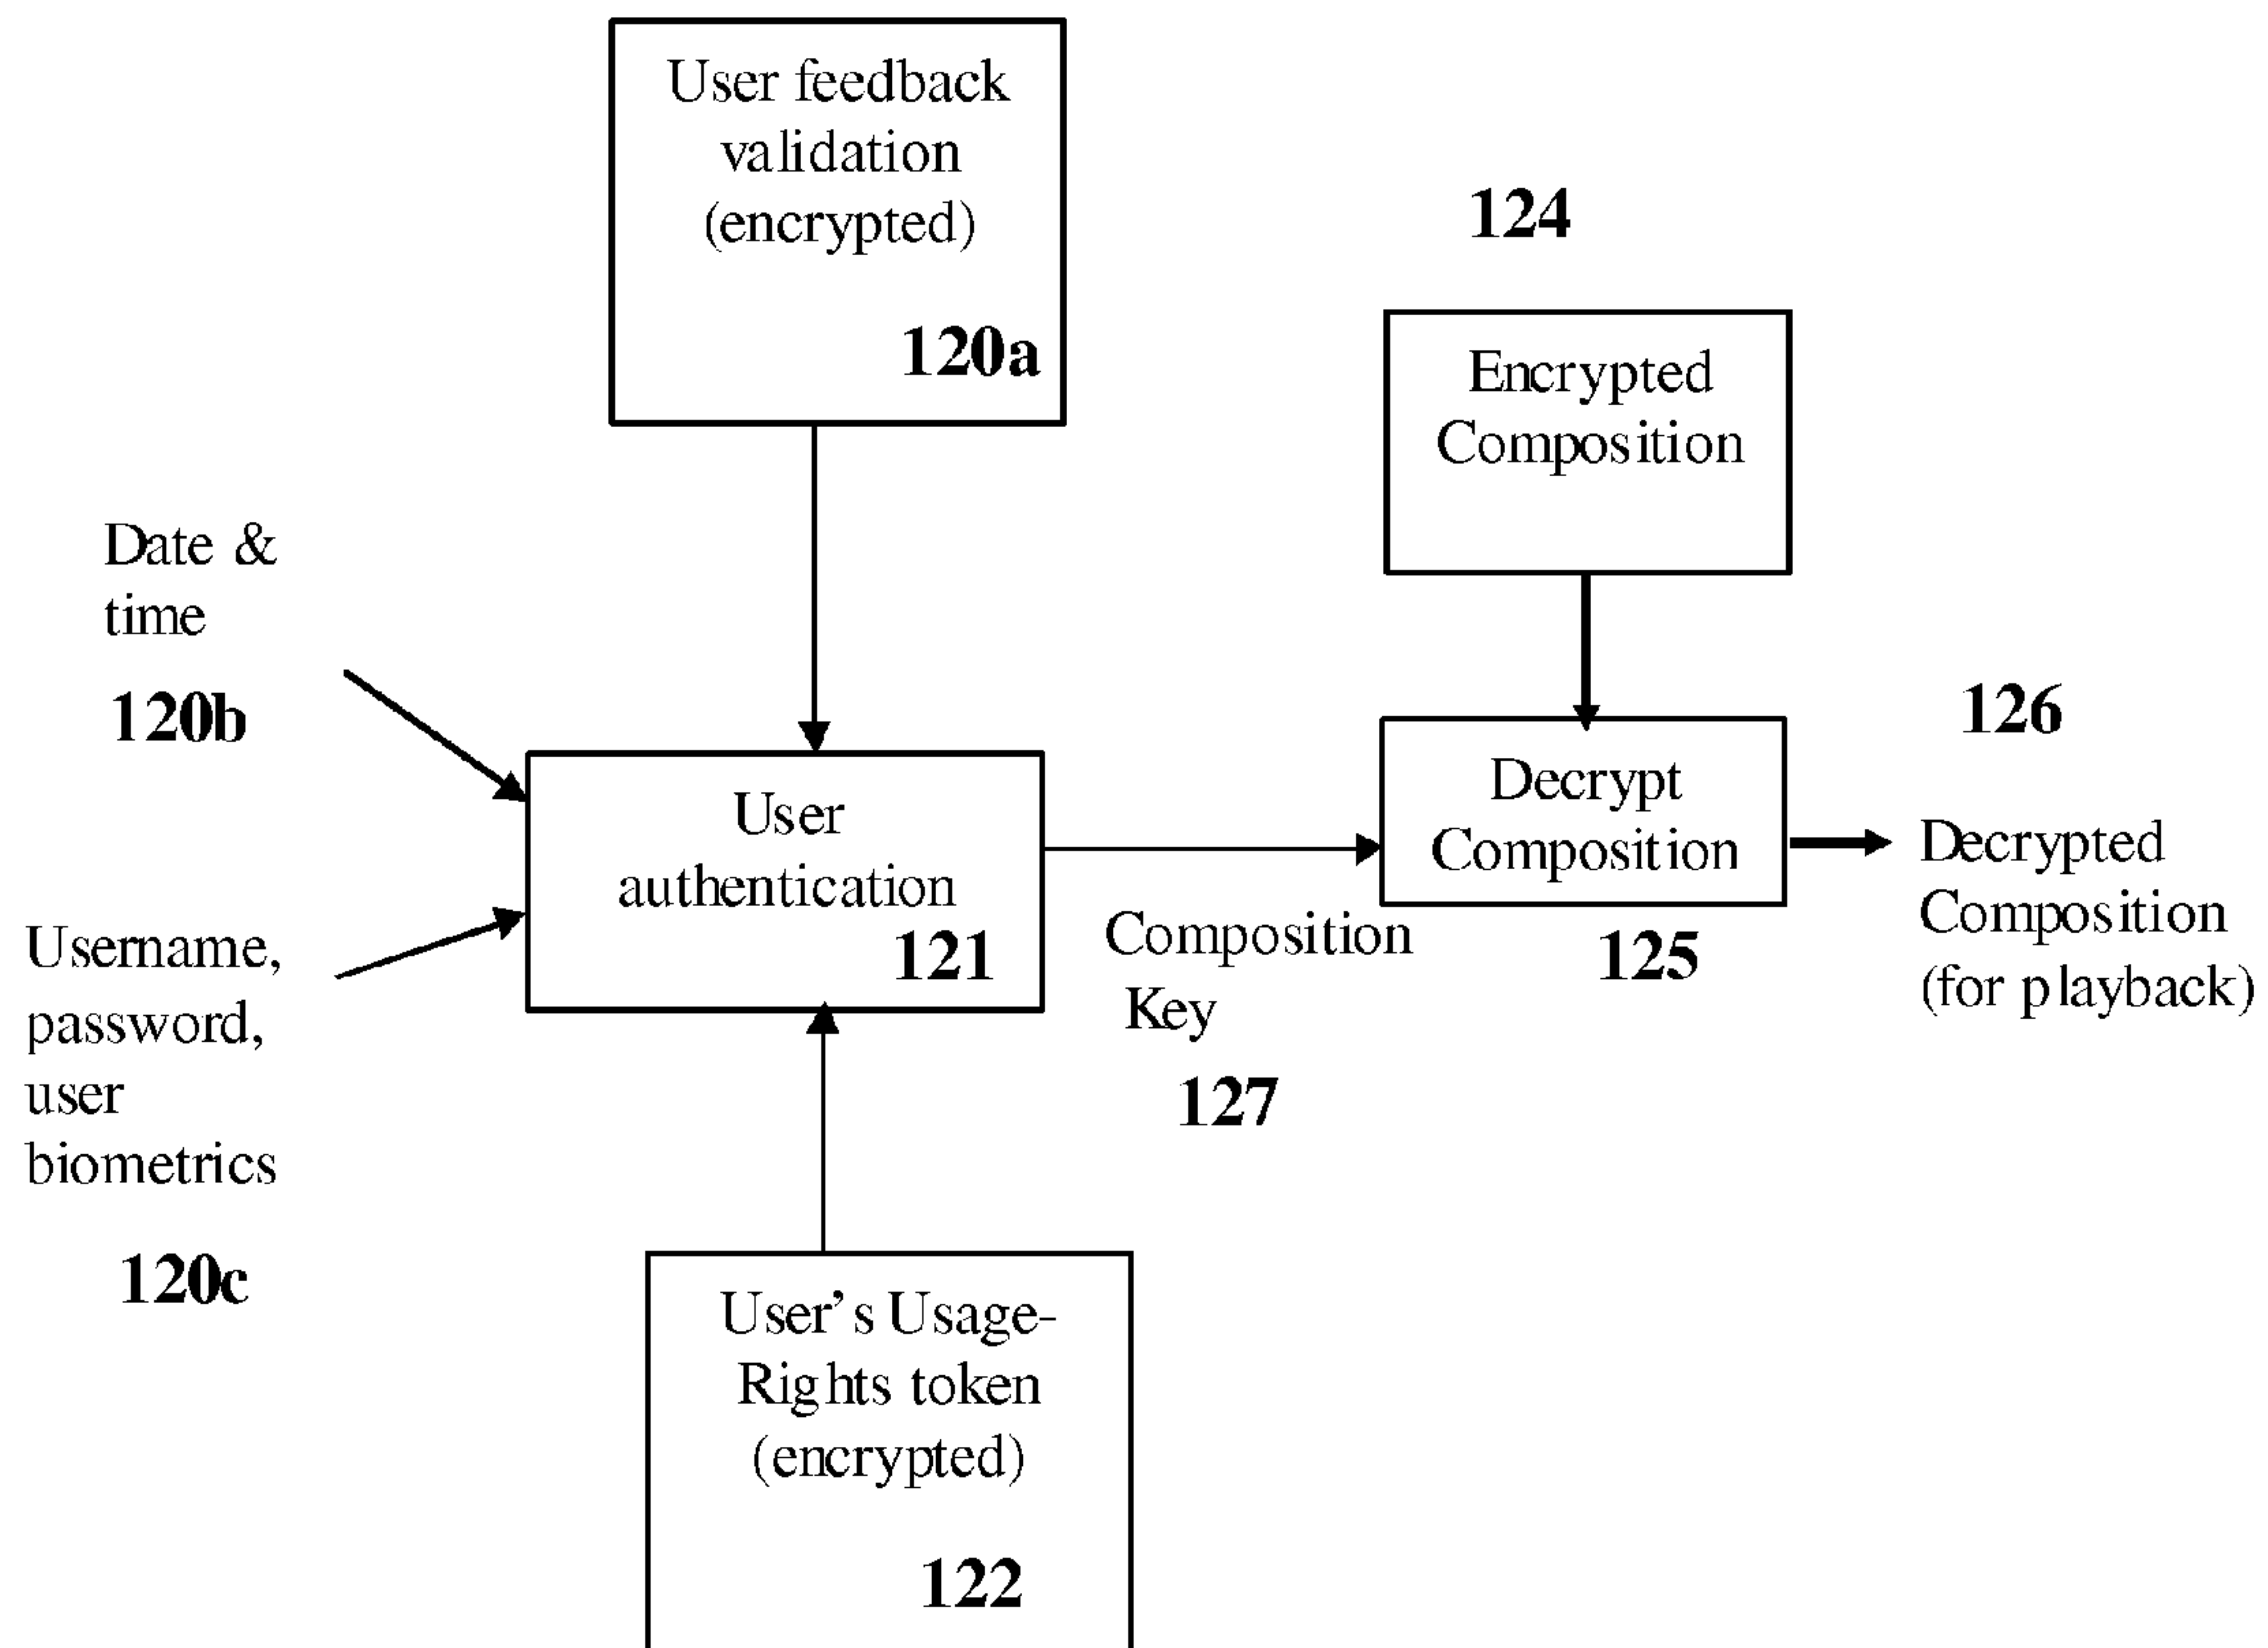 User feedback
validation
(encrypted)
120a
124
Encrypted
Composition
Date &
time
120b
User
authentication
121
Username,
password,
user
biometrics
120c
Composition
Key
127
Decrypt
Composition
125
126
Decrypted
Composition
(for playback)
User's Usage-
Rights token
(encrypted)
122